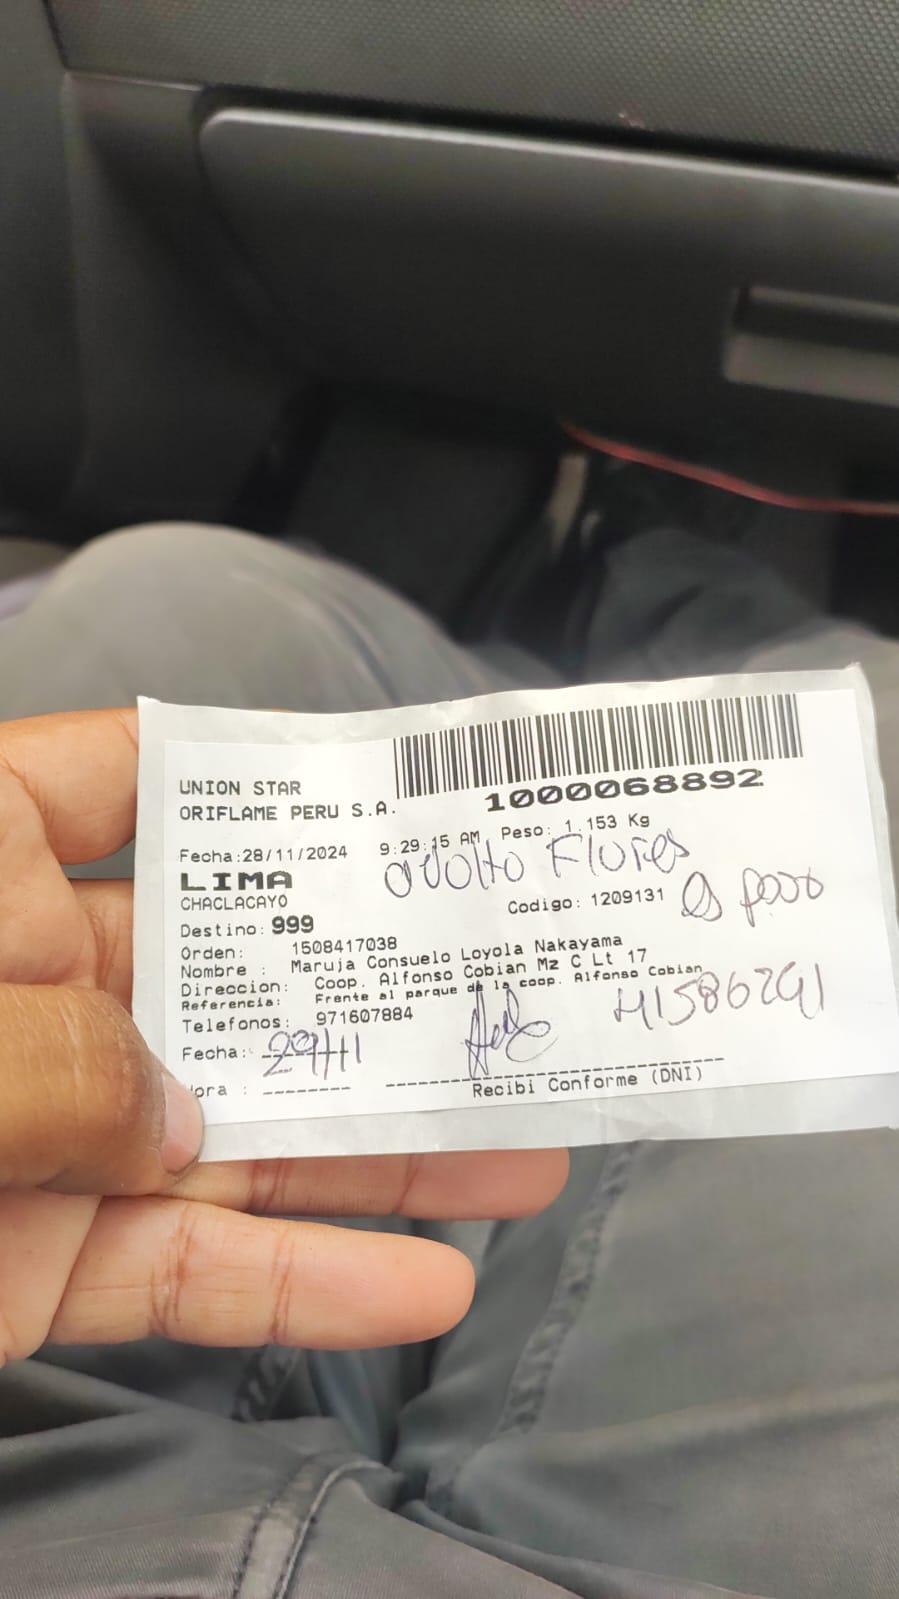 UNION STAR
ORIFLAME PERU S.A.
1000068892
Fecha:28/11/2024 9:29:15 AM Peso: 1.153 Kg
LIMA
Flores
CHACLACAYO
Codigo: 1209131
Destino: 999
Orden: 1508417038
Nombre : Maruja Consuelo Loyola Nakayama
Direccion: Coop. Alfonso Cobian Mz C Lt 17
Referencia: Frente al parque de la coop. Alfonso Cobian
Telefonos: 971607884
Fecha: 29/11
Hora :
Recibi Conforme (DNI)